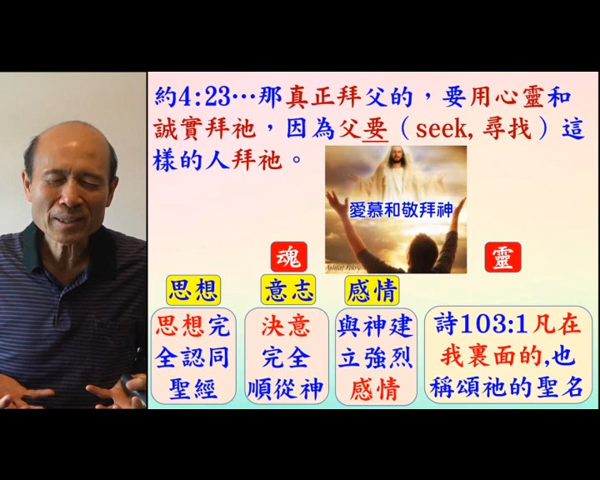 約4:23…那真正拜父的，要用心靈和
誠實拜祂，因為父要（seek, 尋找）這
樣的人拜祂。
愛慕和敬拜神
魂
靈
思想
意志
感情
思想完
全認同
聖經
決意
完全
順從神
與神建
立強烈
感情
詩103:1凡在
我裏面的,也
稱頌祂的聖名